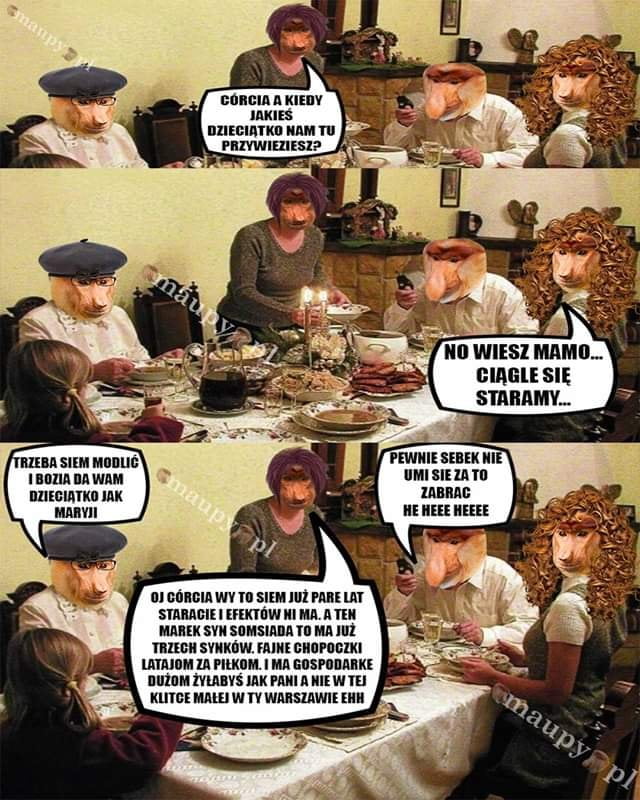 maupy.pl
CÓRCIA A KIEDY
JAKIEŚ
DZIECIĄTKO NAM TU
PRZYWIEZIESZ?
maupy.pl
NO WIESZ MAMO...
CIĄGLE SIĘ
STARAMY...
TRZEBA SIEM MODLIĆ
I BOZIA DA WAM
DZIECIĄTKO JAK
MARYJI
PEWNIE SEBEK NIE
UMI SIE ZA TO
ZABRAC
HE HEEE HEEEE
maupy.pl
OJ CÓRCIA WY TO SIEM JUŻ PARE LAT
STARACIE I EFEKTÓW NI MA. A TEN
MAREK SYN SOMSIADA TO MA JUŻ
TRZECH SYNKÓW. FAJNE CHOPOCZKI
LATAJOM ZA PIŁKOM. I MA GOSPODARKE
DUŻOM ŻYŁABYŚ JAK PANI A NIE W TEJ
KLITCE MAŁEJ W TY WARSZAWIE EHH
maupy.pl